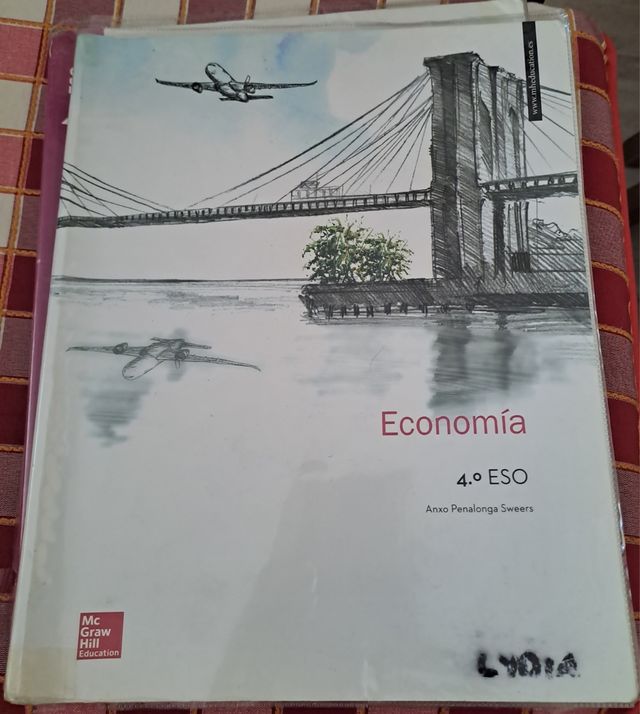 www.mheducation.es
Economía
4.º ESO
Anxo Penalonga Sweers
Mc
Graw
Hill
Education
LYDIA